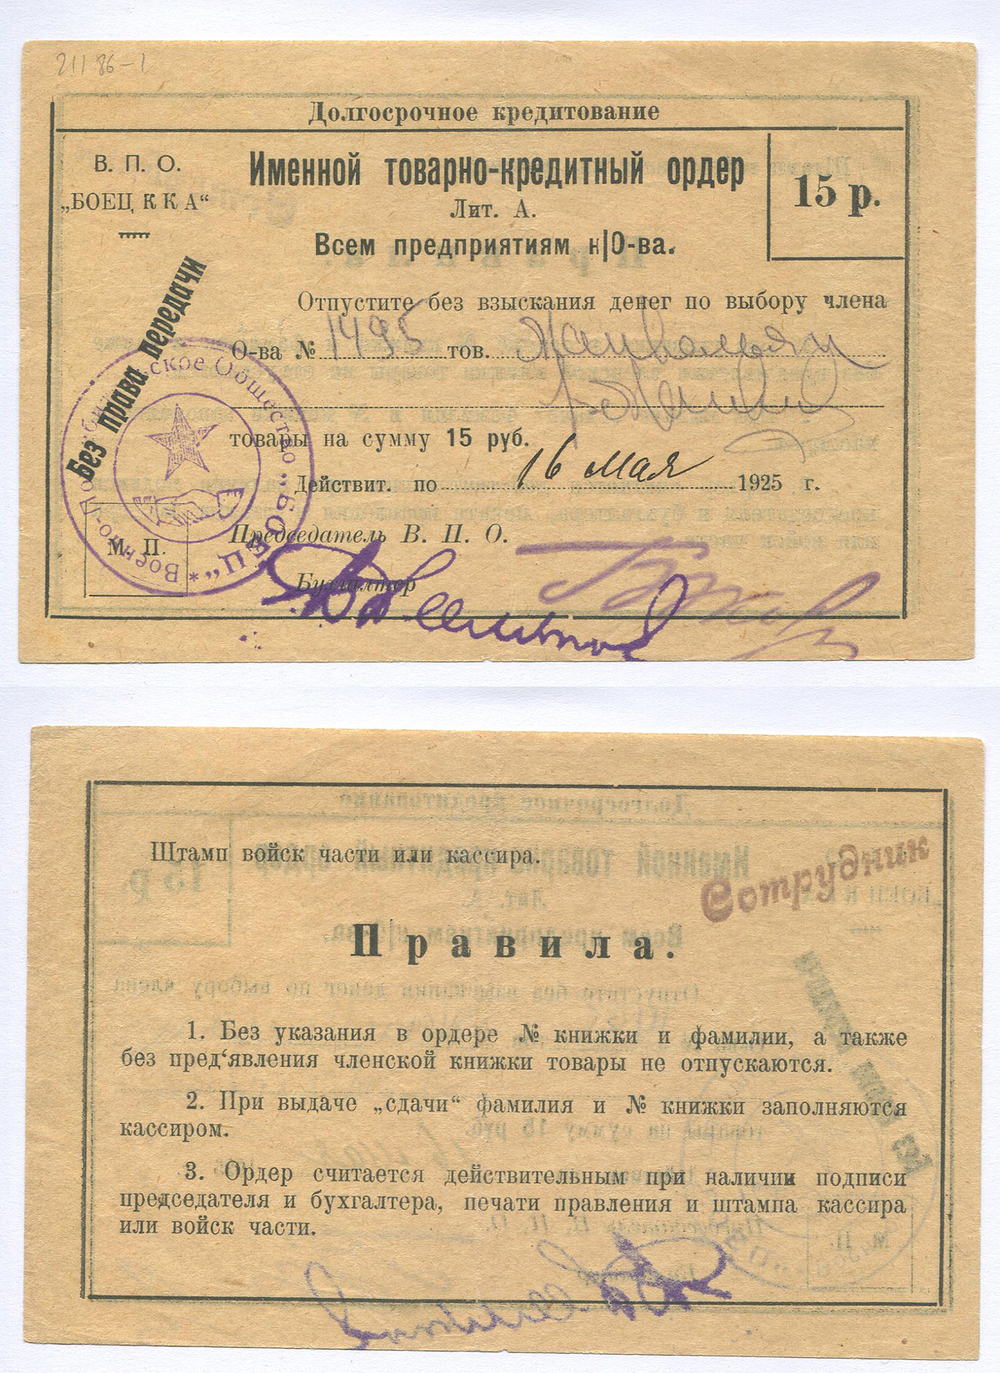 21186-1
Долгосрочное кредитование
В. П. О.
„БОЕЦ К К А“
Именной товарно-кредитный ордер
Лит. А.
Всем предприятиям н|О-ва.
15 р.
Без права передачи
Отпустите без взыскания денег по выбору члена
О-ва № 1495 тов.
товары на сумму 15 руб.
Действит. по 16 мая 1925 г.
Председатель В. П. О.
Бухгалтер
М. П.
Военно- ское Общество „БОЕЦ“ *
Штамп войск части или кассира.
Сотрудник
Правила.
1. Без указания в ордере № книжки и фамилии, а также
без пред‘явления членской книжки товары не отпускаются.
2. При выдаче „сдачи“ фамилия и № книжки заполняются
кассиром.
3. Ордер считается действительным при наличии подписи
председателя и бухгалтера, печати правления и штампа кассира
или войск части.